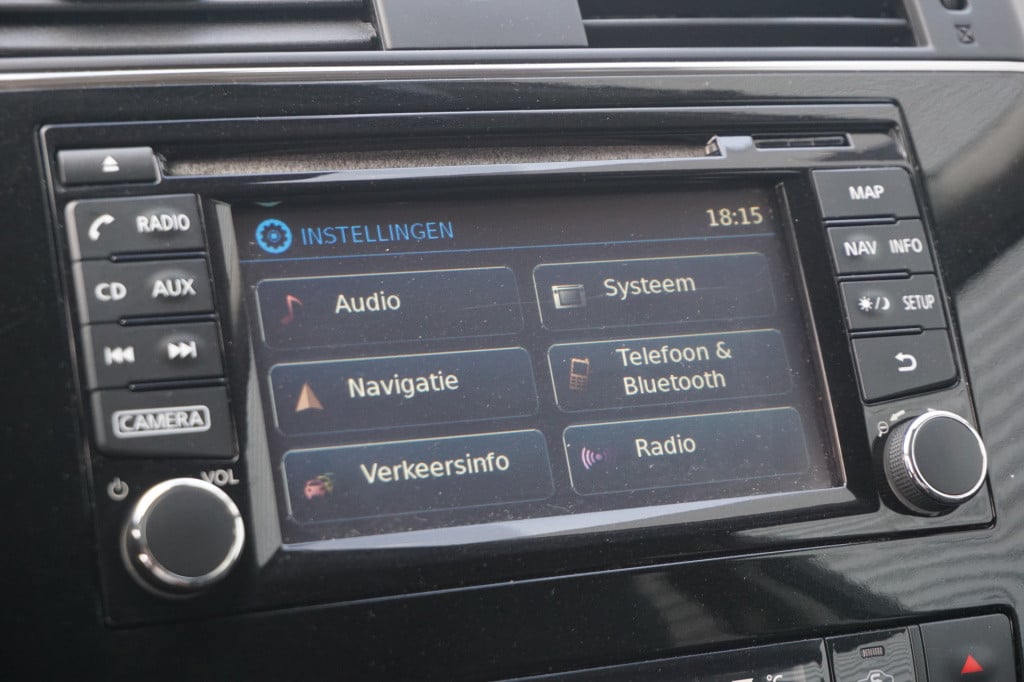 RADIO
CD AUX
CAMERA
VOL
INSTELLINGEN 18:15
Audio
Systeem
Navigatie
Telefoon &
Bluetooth
Verkeersinfo
Radio
MAP
NAV INFO
SETUP
°C